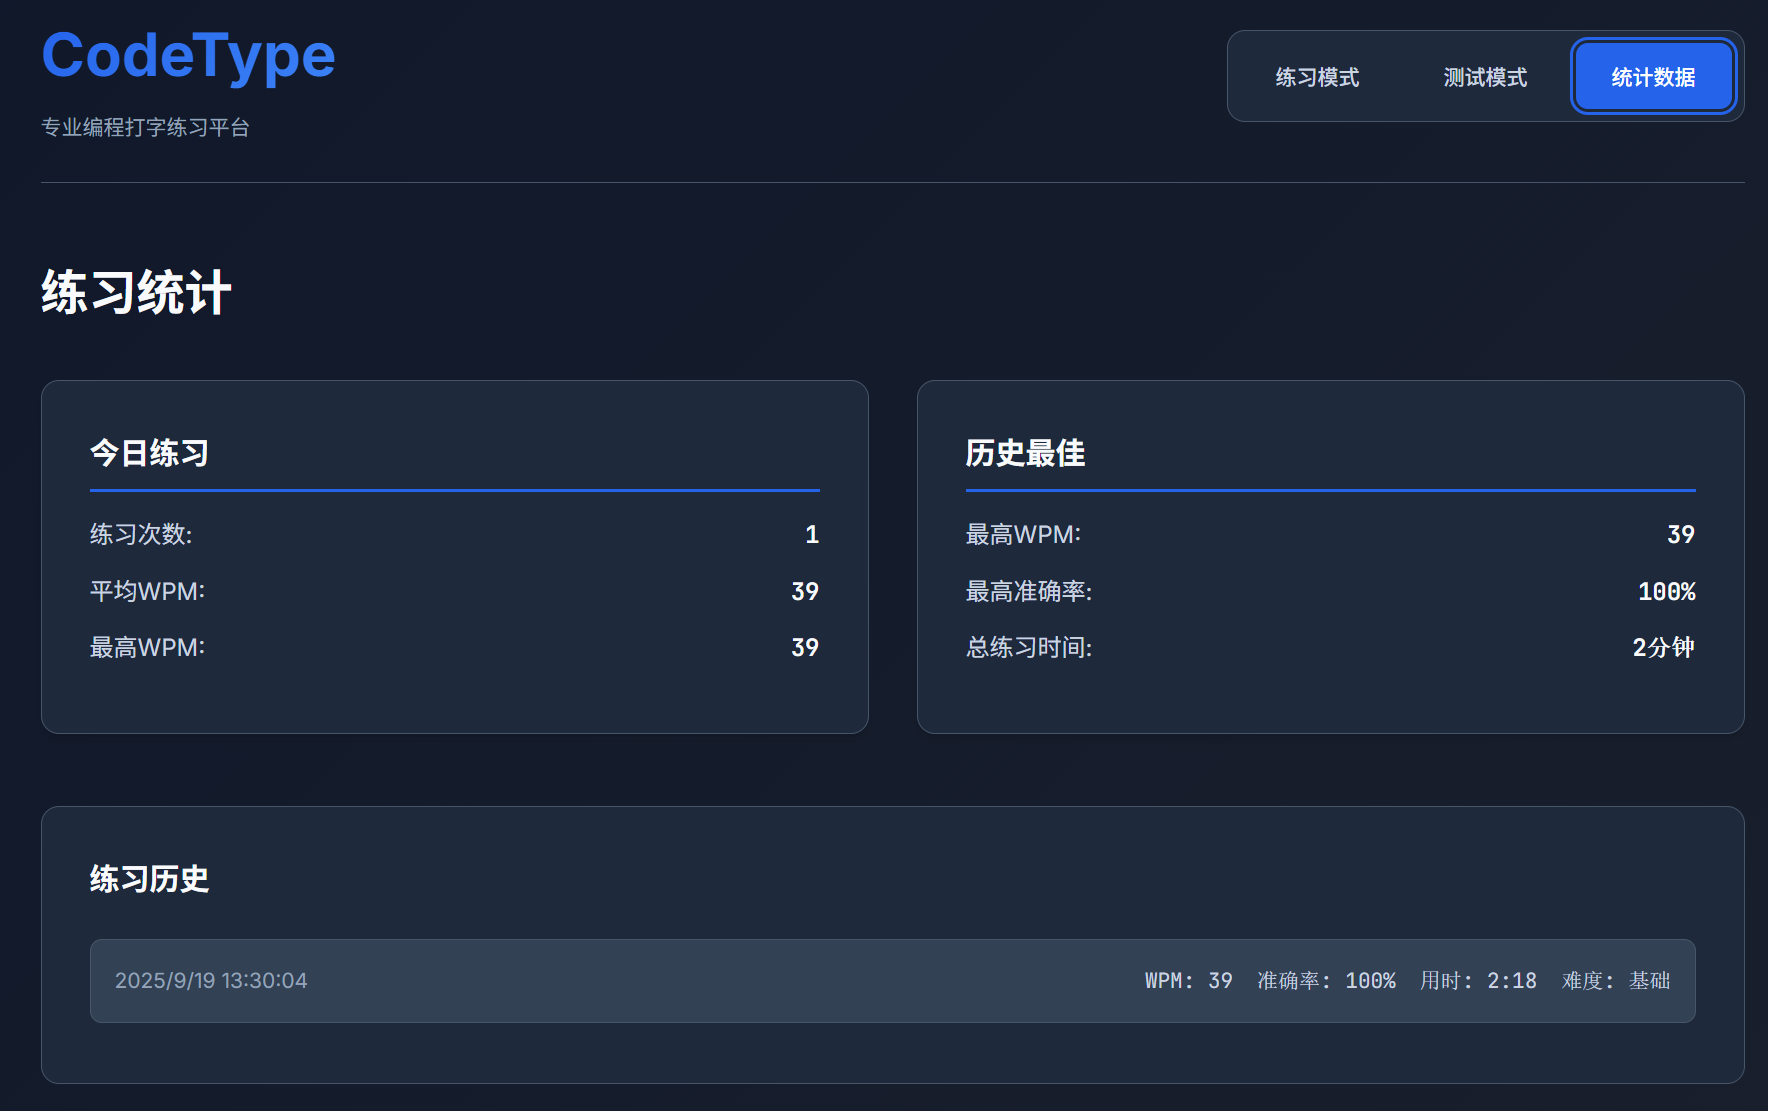 CodeType
专业编程打字练习平台
练习模式 测试模式 统计数据
练习统计
今日练习
练习次数: 1
平均WPM: 39
最高WPM: 39
历史最佳
最高WPM: 39
最高准确率: 100%
总练习时间: 2分钟
练习历史
2025/9/19 13:30:04 WPM: 39 准确率: 100% 用时: 2:18 难度: 基础